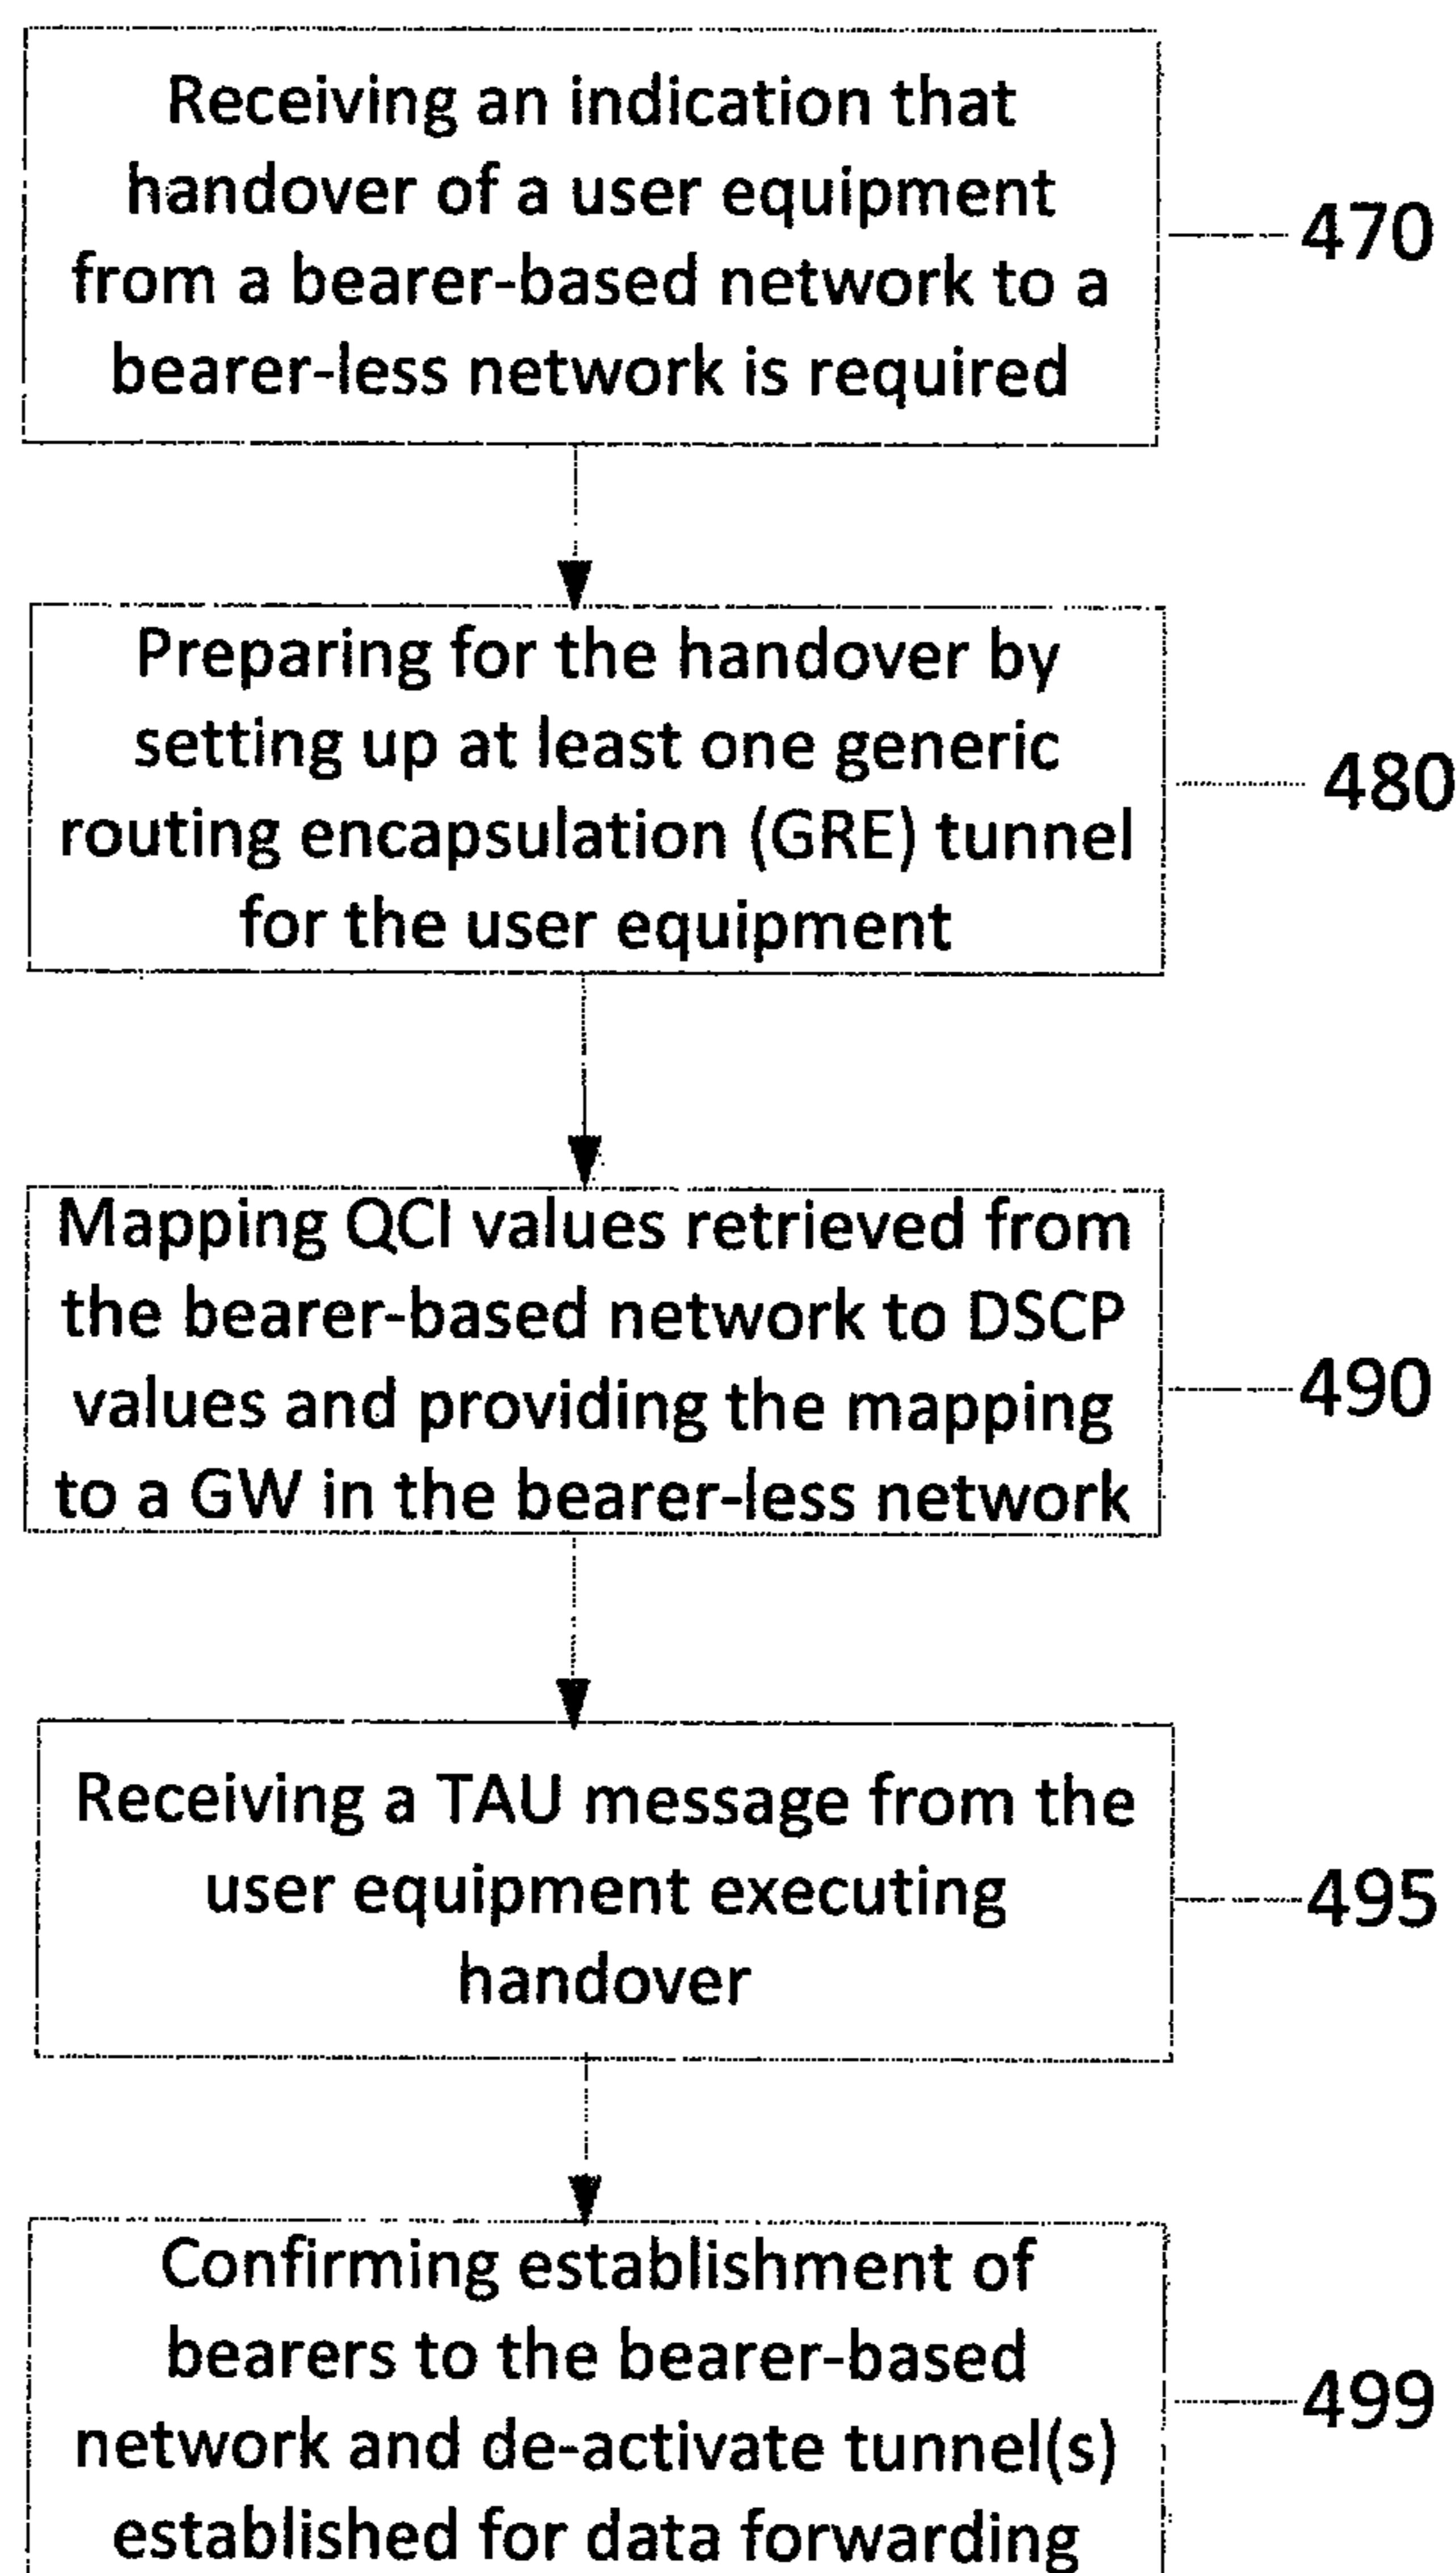 Receiving an indication that
handover of a user equipment
from a bearer-based network to a
bearer-less network is required
470
Preparing for the handover by
setting up at least one generic
routing encapsulation (GRE) tunnel
for the user equipment
480
Mapping QCI values retrieved from
the bearer-based network to DSCP
values and providing the mapping
to a GW in the bearer-less network
490
Receiving a TAU message from the
user equipment executing
handover
495
Confirming establishment of
bearers to the bearer-based
network and de-activate tunnel(s)
established for data forwarding
499